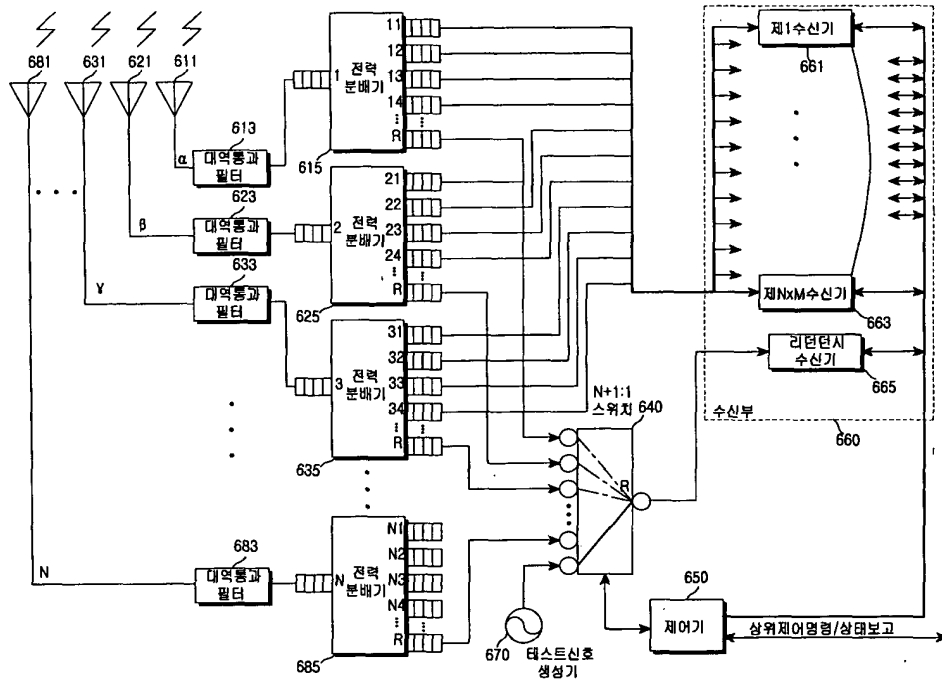 681
631
621
611
α
613
대역통과
필터
β
623
대역통과
필터
γ
633
대역통과
필터
N
683
대역통과
필터
1
전력
분배기
11
12
13
14
R
615
2
전력
분배기
21
22
23
24
R
625
3
전력
분배기
31
32
33
34
R
635
N
전력
분배기
N1
N2
N3
N4
R
685
N+1:1
스위치
640
R
670
테스트신호
생성기
650
제어기
상위제어명령/상태보고
제1수신기
661
제NxM수신기
663
리던던시
수신기
665
수신부
660